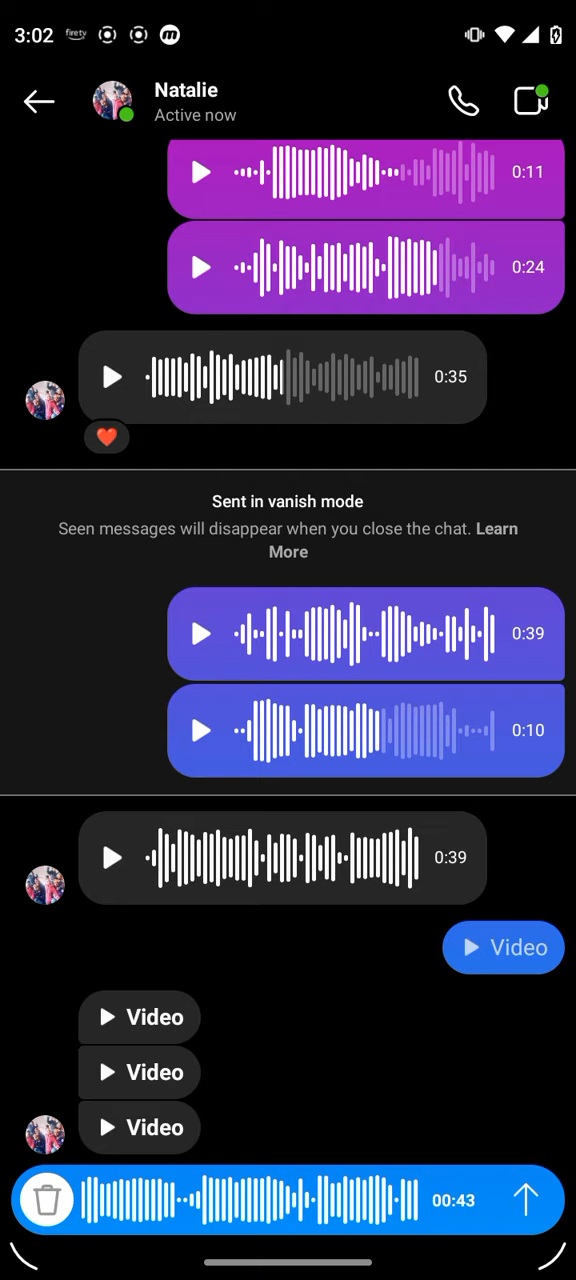 3:02
firetv
Natalie
Active now
0:11
0:24
0:35
Sent in vanish mode
Seen messages will disappear when you close the chat. Learn
More
0:39
0:10
0:39
Video
Video
Video
Video
00:43